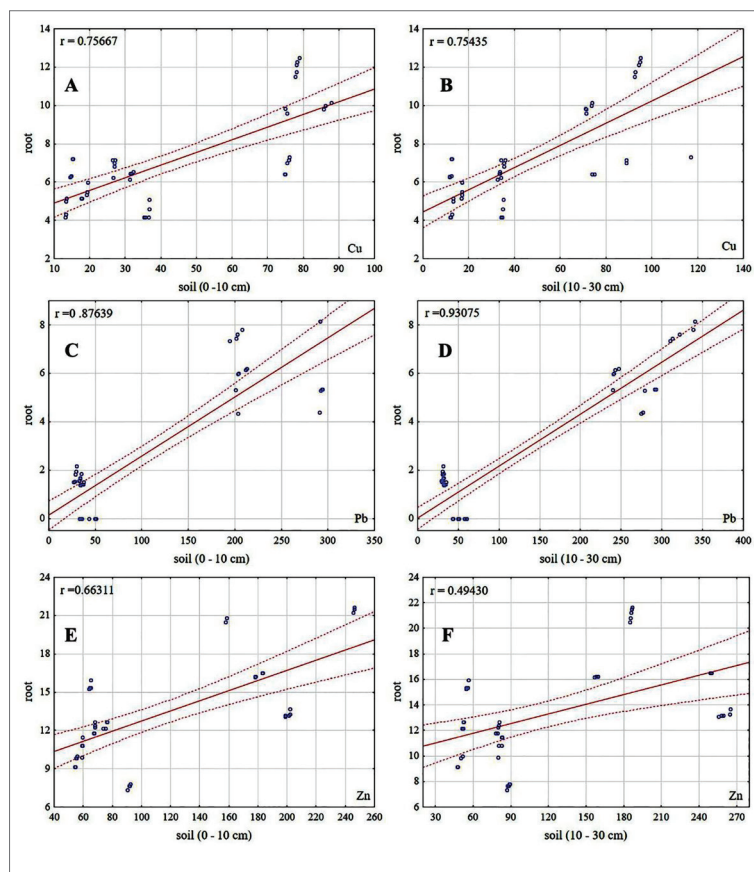 r = 0.75667
A
14
12
10
8
6
4
2
root
10 20 30 40 50 60 70 80 90 100
Cu
soil (0 -10 cm)
r = 0.75435
B
14
12
10
8
6
4
2
0 20 40 60 80 100 120 140
Cu
soil (10 - 30 cm)
r =0 .87639
C
8
6
4
2
0
root
0 50 100 150 200 250 300 350
Pb
soil (0 - 10 cm)
r =0.93075
D
8
6
4
2
0
root
0 50 100 150 200 250 300 350 400
Pb
soil (10 - 30 cm)
r =0.66311
E
24
21
18
15
12
9
6
root
40 60 80 100 120 140 160 180 200 220 240 260
Zn
soil (0 - 10 cm)
r = 0.49430
F
24
22
20
18
16
14
12
10
8
6
root
30 60 90 120 150 180 210 240 270
Zn
soil (10 - 30 cm)